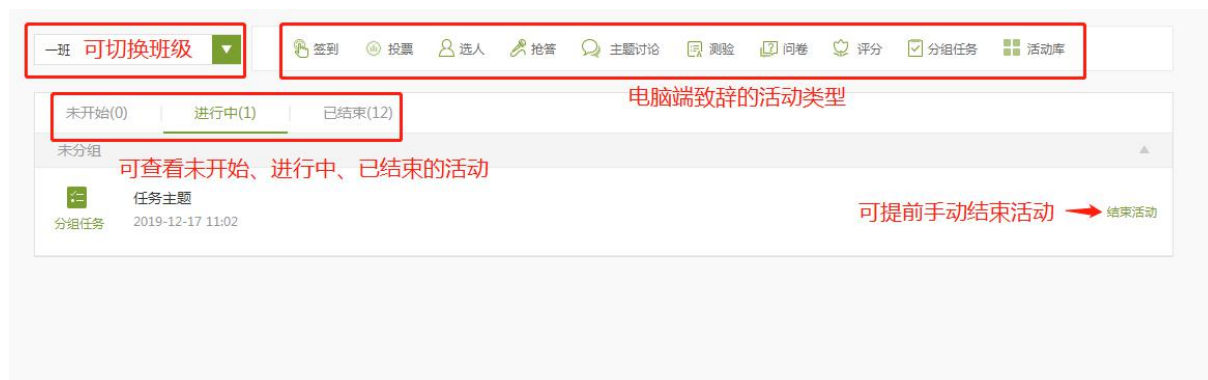 一班 可切换班级
签到 投票 选人 抢答 主题讨论 测验 问卷 评分 分组任务 活动库
电脑端致辞的活动类型
未开始(0) 进行中(1) 已结束(12)
未分组
可查看未开始、进行中、已结束的活动
任务主题
分组任务 2019-12-17 11:02
可提前手动结束活动 结束活动